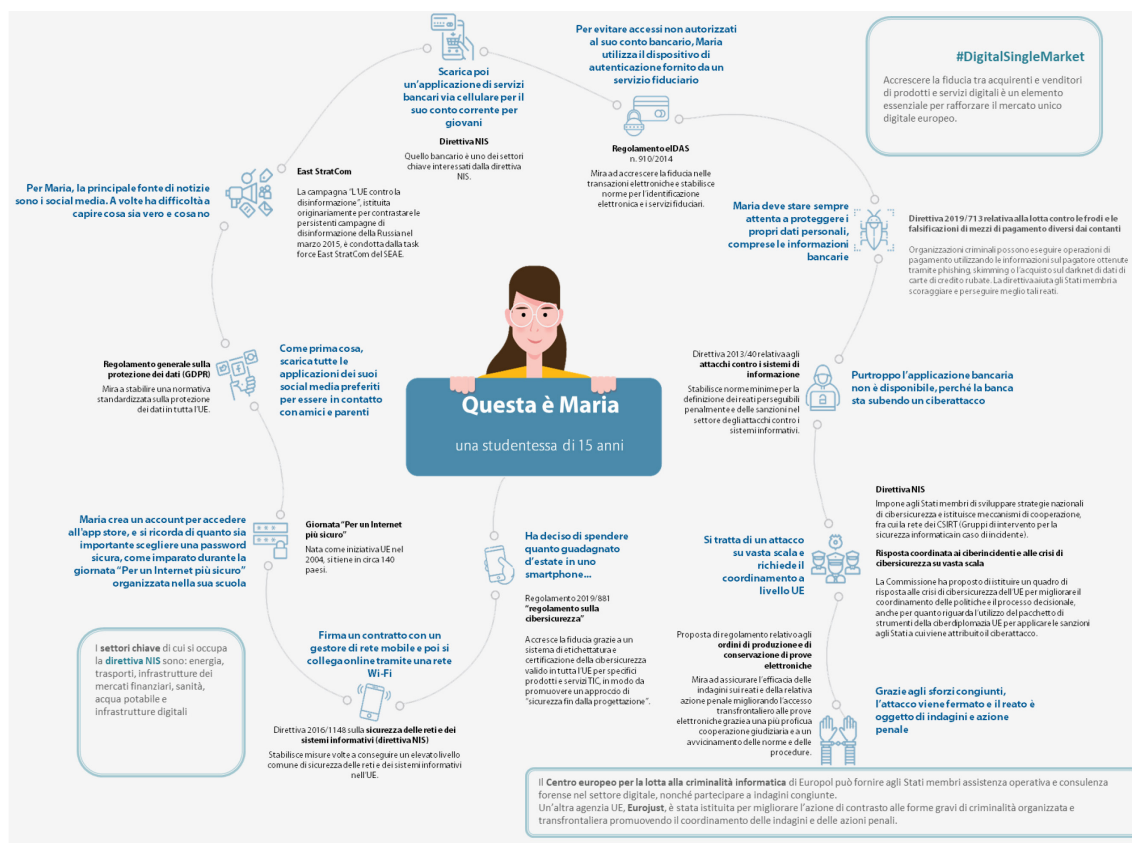 Questa è Maria
una studentessa di 15 anni
Ha deciso di spendere
quanto guadagnato
d'estate in uno
smartphone...
Regolamento 2019/881
"regolamento sulla
cibersicurezza"
Accresce la fiducia grazie a un
sistema di etichettatura e
certificazione della cibersicurezza
valido in tutta l'UE per specifici
prodotti e servizi TIC, in modo da
promuovere un approccio di
"sicurezza fin dalla progettazione".
Firma un contratto con un
gestore di rete mobile e poi si
collega online tramite una rete
Wi-Fi
Direttiva 2016/1148 sulla sicurezza delle reti e dei
sistemi informativi (direttiva NIS)
Stabilisce misure volte a conseguire un elevato livello
comune di sicurezza delle reti e dei sistemi informativi
nell'UE.
I settori chiave di cui si occupa
la direttiva NIS sono: energia,
trasporti, infrastrutture dei
mercati finanziari, sanità,
acqua potabile e
infrastrutture digitali
Maria crea un account per accedere
all'app store, e si ricorda di quanto sia
importante scegliere una password
sicura, come imparato durante la
giornata "Per un Internet più sicuro"
organizzata nella sua scuola
Giornata "Per un Internet
più sicuro"
Nata come iniziativa UE nel
2004, si tiene in circa 140
paesi.
Come prima cosa,
scarica tutte le
applicazioni dei suoi
social media preferiti
per essere in contatto
con amici e parenti
Regolamento generale sulla
protezione dei dati (GDPR)
Mira a stabilire una normativa
standardizzata sulla protezione
dei dati in tutta l'UE.
Per Maria, la principale fonte di notizie
sono i social media. A volte ha difficoltà a
capire cosa sia vero e cosa no
East StratCom
La campagna "L'UE contro la
disinformazione", istituita
originariamente per contrastare le
persistenti campagne di
disinformazione della Russia nel
marzo 2015, è condotta dalla task
force East StratCom del SEAE.
Scarica poi
un'applicazione di servizi
bancari via cellulare per il
suo conto corrente per
giovani
Direttiva NIS
Quello bancario è uno dei settori
chiave interessati dalla direttiva
NIS.
Per evitare accessi non autorizzati
al suo conto bancario, Maria
utilizza il dispositivo di
autenticazione fornito da un
servizio fiduciario
Regolamento eIDAS
n. 910/2014
Mira ad accrescere la fiducia nelle
transazioni elettroniche e stabilisce
norme per l'identificazione
elettronica e i servizi fiduciari.
#DigitalSingleMarket
Accrescere la fiducia tra acquirenti e venditori
di prodotti e servizi digitali è un elemento
essenziale per rafforzare il mercato unico
digitale europeo.
Maria deve stare sempre
attenta a proteggere i
propri dati personali,
comprese le informazioni
bancarie
Direttiva 2019/713 relativa alla lotta contro le frodi e le
falsificazioni di mezzi di pagamento diversi dai contanti
Organizzazioni criminali possono eseguire operazioni di
pagamento utilizzando le informazioni sul pagatore ottenute
tramite phishing, skimming o l'acquisto sul darknet di dati di
carte di credito rubate. La direttiva aiuta gli Stati membri a
scoraggiare e perseguire meglio tali reati.
Purtroppo l'applicazione bancaria
non è disponibile, perché la banca
sta subendo un ciberattacco
Direttiva 2013/40 relativa agli
attacchi contro i sistemi di
informazione
Stabilisce norme minime per la
definizione dei reati perseguibili
penalmente e delle sanzioni nel
settore degli attacchi contro i
sistemi informativi.
Si tratta di un attacco
su vasta scala e
richiede il
coordinamento a
livello UE
Direttiva NIS
Impone agli Stati membri di sviluppare strategie nazionali
di cibersicurezza e istituisce meccanismi di cooperazione,
fra cui la rete dei CSIRT (Gruppi di intervento per la
sicurezza informatica in caso di incidente).
Risposta coordinata ai ciberincidenti e alle crisi di
cibersicurezza su vasta scala
La Commissione ha proposto di istituire un quadro di
risposta alle crisi di cibersicurezza dell'UE per migliorare il
coordinamento delle politiche e il processo decisionale,
anche per quanto riguarda l'utilizzo del pacchetto di
strumenti della ciberdiplomazia UE per applicare le sanzioni
agli Stati a cui viene attribuito il ciberattacco.
Grazie agli sforzi congiunti,
l'attacco viene fermato e il reato è
oggetto di indagini e azione
penale
Proposta di regolamento relativo agli
ordini di produzione e di
conservazione di prove
elettroniche
Mira ad assicurare l'efficacia delle
indagini sui reati e della relativa
azione penale migliorando l'accesso
transfrontaliero alle prove
elettroniche grazie a una più proficua
cooperazione giudiziaria e a un
avvicinamento delle norme e delle
procedure.
Il Centro europeo per la lotta alla criminalità informatica di Europol può fornire agli Stati membri assistenza operativa e consulenza
forense nel settore digitale, nonché partecipare a indagini congiunte.
Un'altra agenzia UE, Eurojust, è stata istituita per migliorare l'azione di contrasto alle forme gravi di criminalità organizzata e
transfrontaliera promuovendo il coordinamento delle indagini e delle azioni penali.